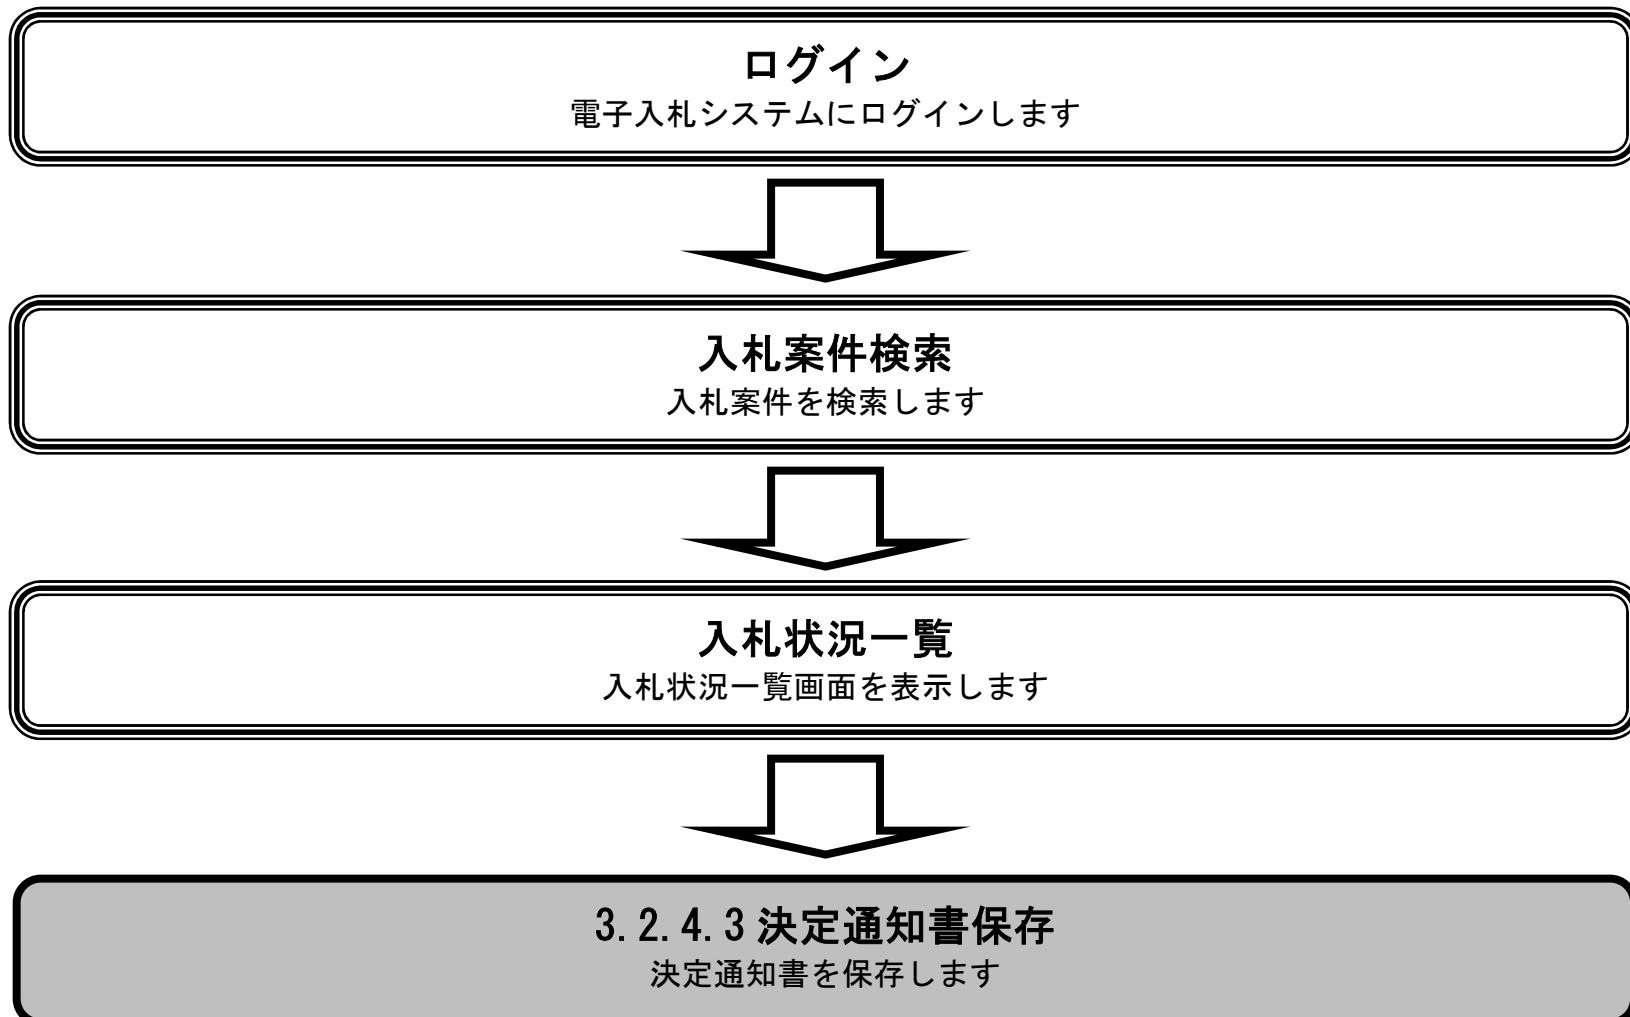 ログイン
電子入札システムにログインします
入札案件検索
入札案件を検索します
入札状況一覧
入札状況一覧画面を表示します
3.2.4.3 決定通知書保存
決定通知書を保存します